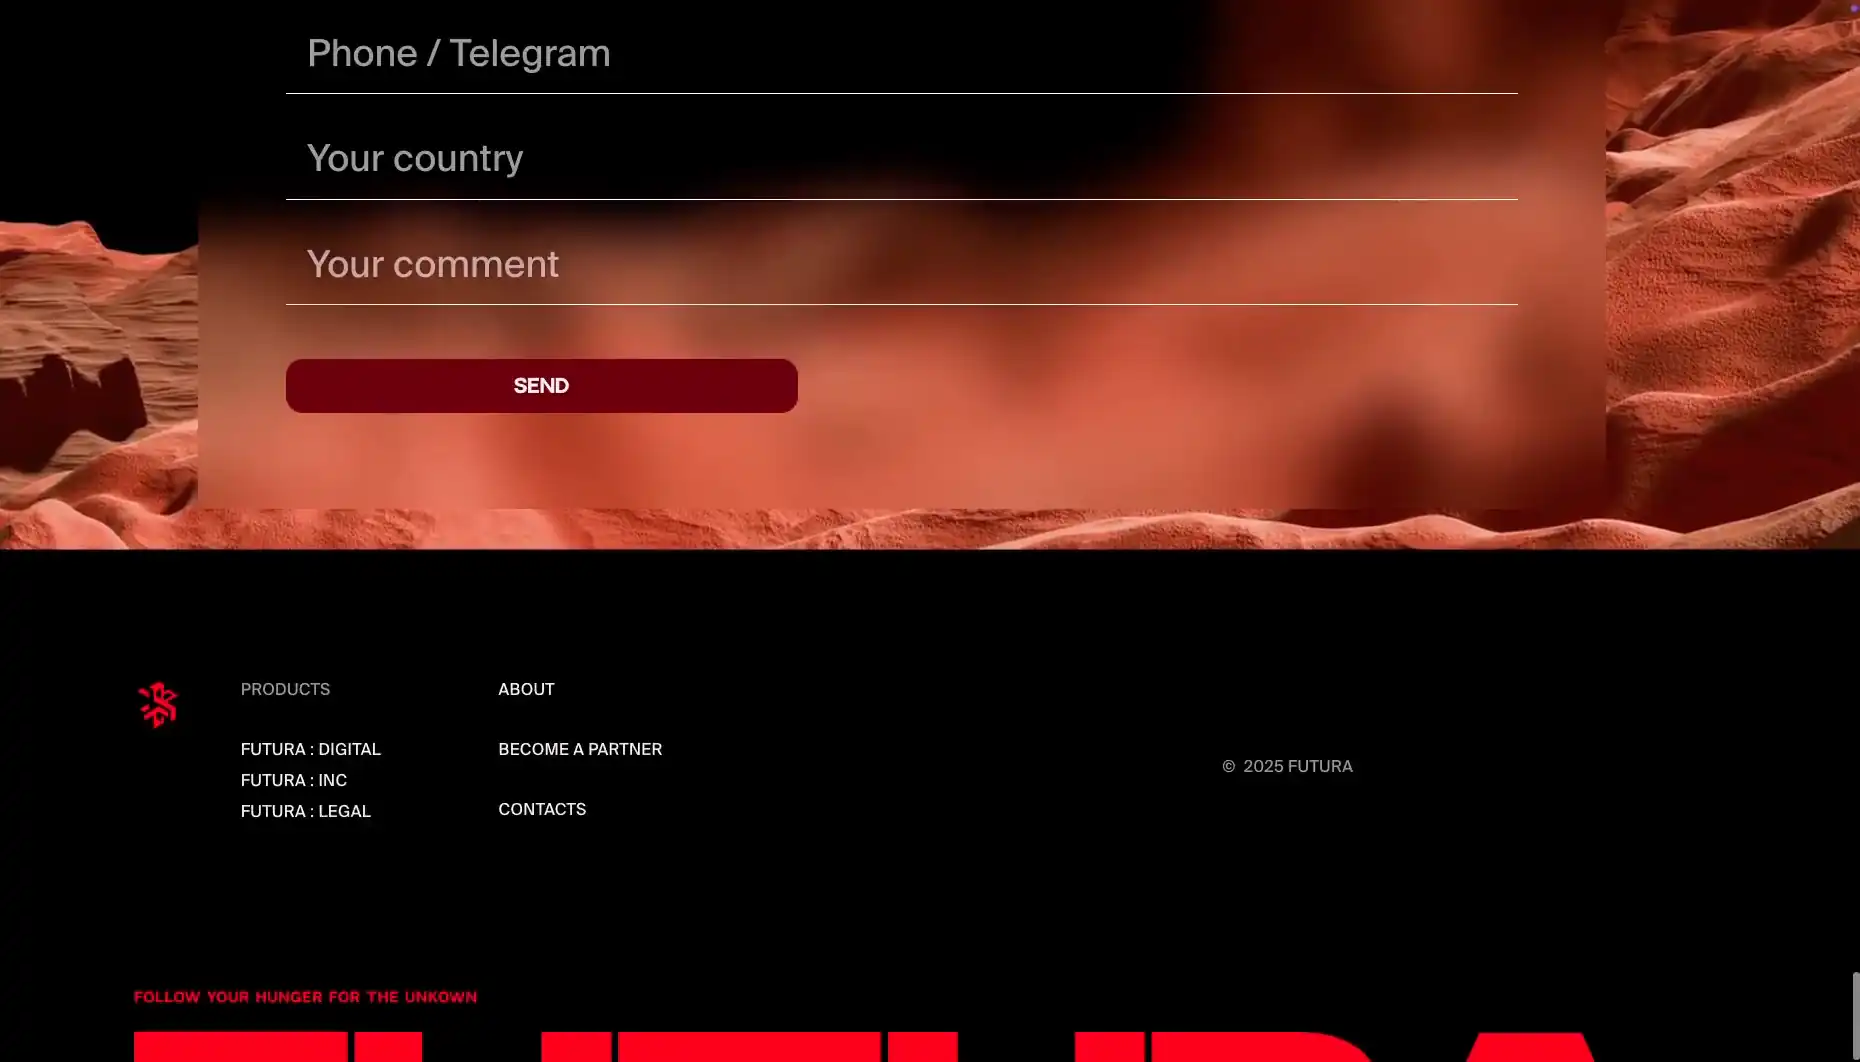 Phone / Telegram
Your country
Your comment
SEND
PRODUCTS
FUTURA : DIGITAL
FUTURA : INC
FUTURA : LEGAL
ABOUT
BECOME A PARTNER
CONTACTS
© 2025 FUTURA
FOLLOW YOUR HUNGER FOR THE UNKOWN
FUTURA